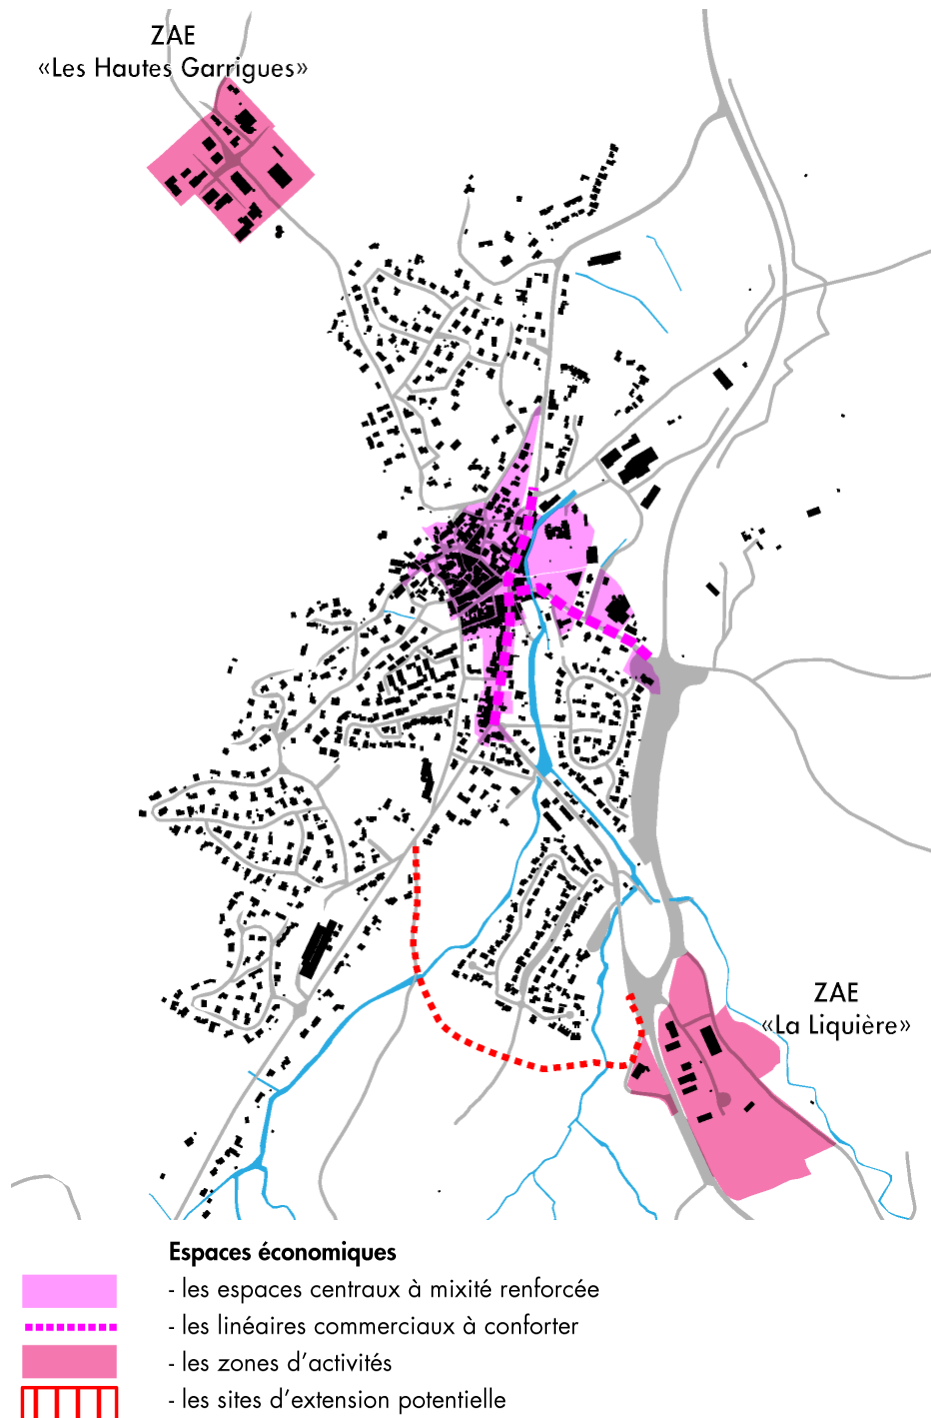 ZAE
«Les Hautes Garrigues»
ZAE
«La Liquière»
Espaces économiques
- les espaces centraux à mixité renforcée
- les linéaires commerciaux à conforter
- les zones d’activités
- les sites d’extension potentielle